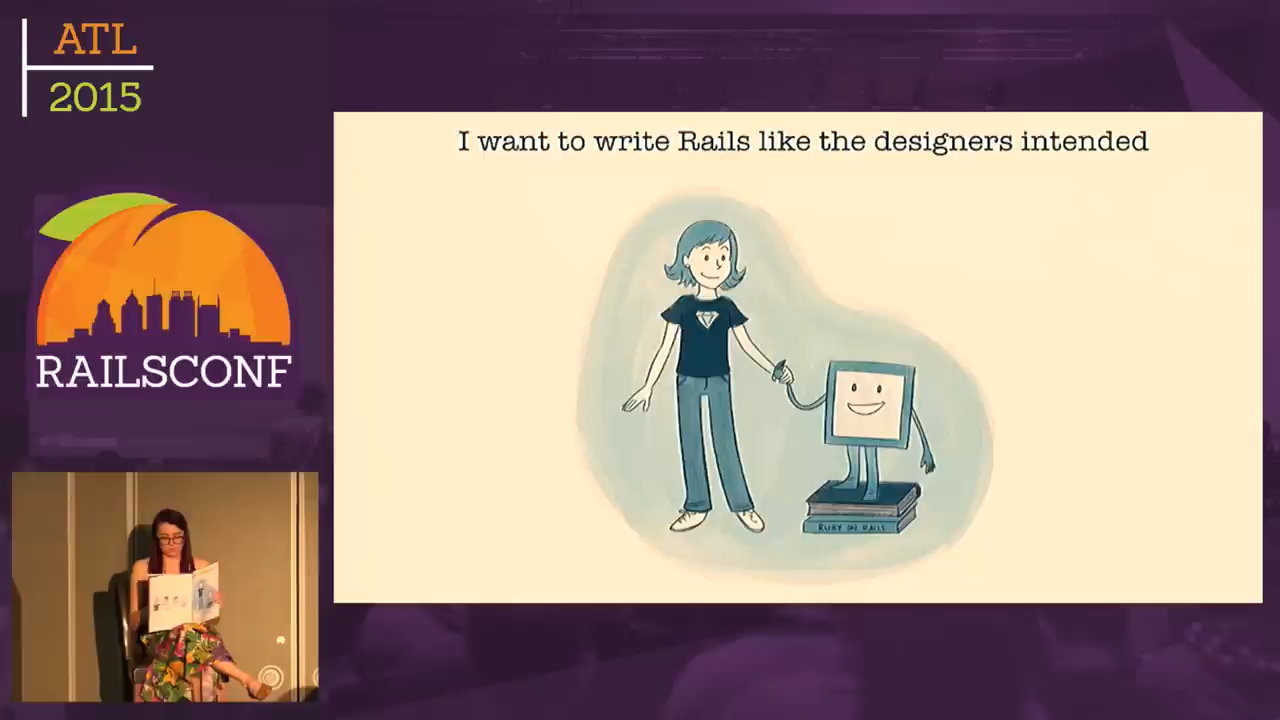 ATL
2015
RAILSCONF
I want to write Rails like the designers intended
RUBY ON RAILS